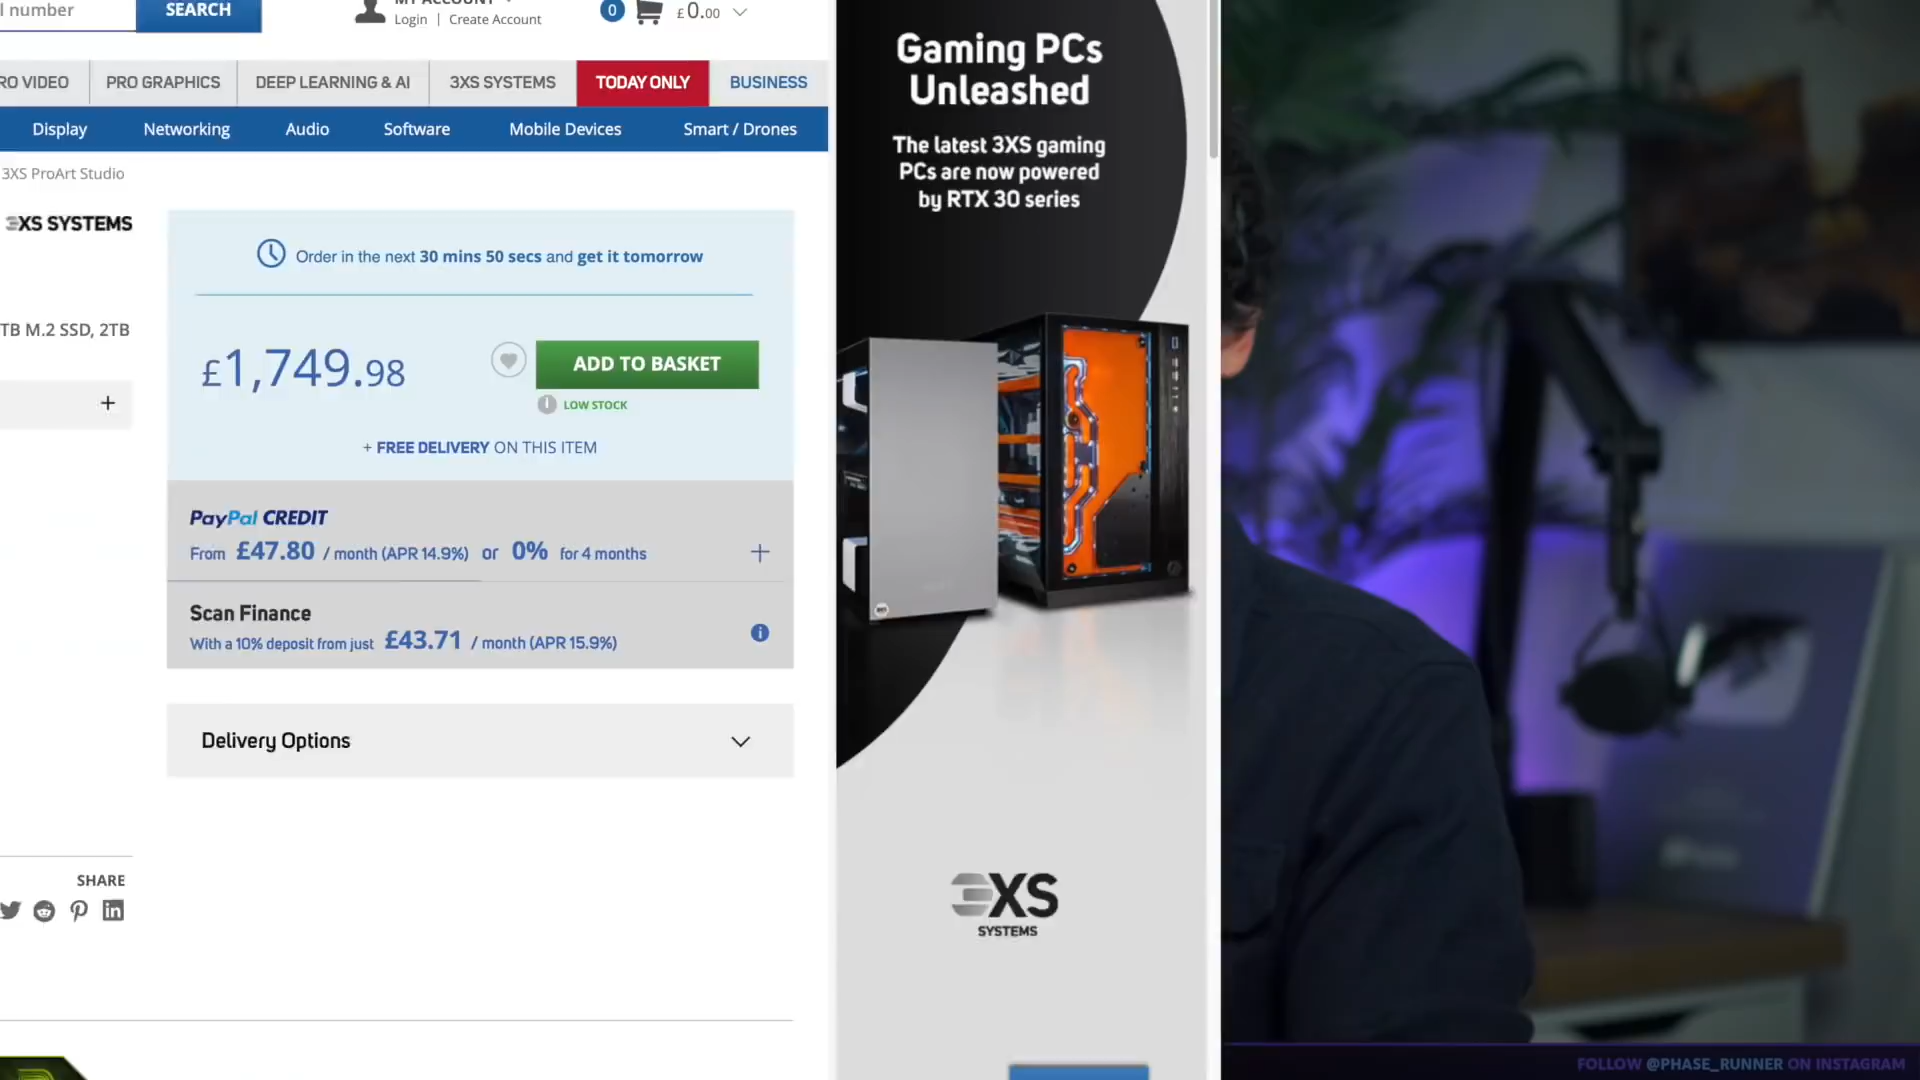 l number
SEARCH
MY ACCOUNT
Login | Create Account
0
£0.00
RO VIDEO
PRO GRAPHICS
DEEP LEARNING & AI
3XS SYSTEMS
TODAY ONLY
BUSINESS
Display
Networking
Audio
Software
Mobile Devices
Smart / Drones
3XS ProArt Studio
3XS SYSTEMS
Order in the next 30 mins 50 secs and get it tomorrow
TB M.2 SSD, 2TB
£1,749.98
ADD TO BASKET
LOW STOCK
+
+ FREE DELIVERY ON THIS ITEM
PayPal CREDIT
From £47.80 / month (APR 14.9%) or 0% for 4 months
+
Scan Finance
With a 10% deposit from just £43.71 / month (APR 15.9%)
i
Delivery Options
SHARE
Gaming PCs
Unleashed
The latest 3XS gaming
PCs are now powered
by RTX 30 series
3XS
SYSTEMS
FOLLOW @PHASE_RUNNER ON INSTAGRAM